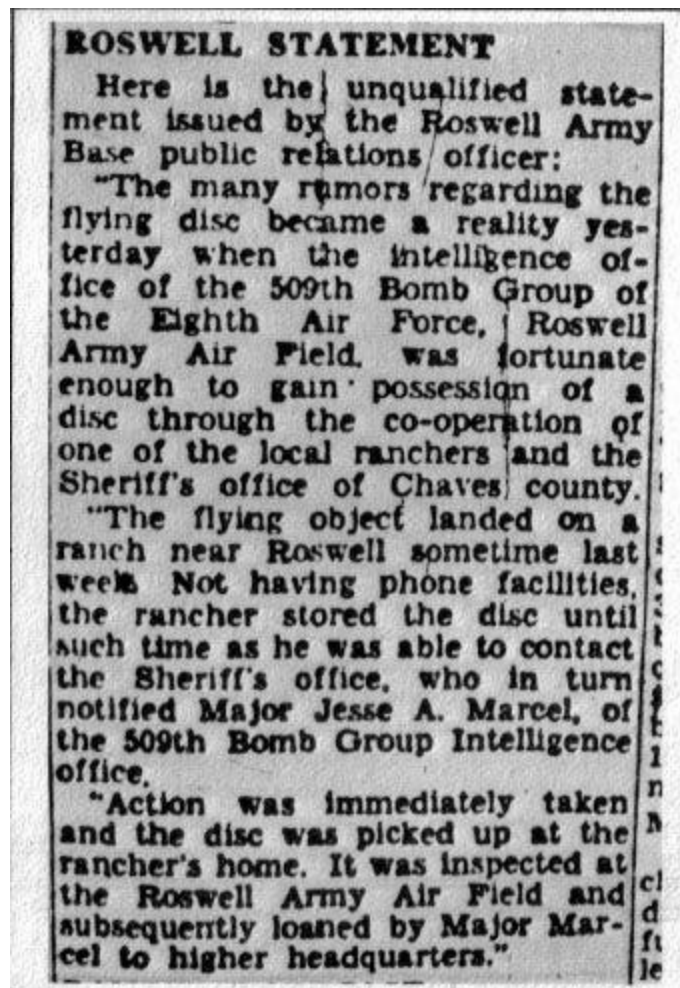 ROSWELL STATEMENT
Here is the unqualified state-
ment issued by the Roswell Army
Base public relations officer:
"The many rumors regarding the
flying disc became a reality yes-
terday when the intelligence of-
fice of the 509th Bomb Group of
the Eighth Air Force, Roswell
Army Air Field, was fortunate
enough to gain possession of a
disc through the co-operation of
one of the local ranchers and the
Sheriff's office of Chaves county.
"The flying object landed on a
ranch near Roswell sometime last
week. Not having phone facilities,
the rancher stored the disc until
such time as he was able to contact
the Sheriff's office, who in turn
notified Major Jesse A. Marcel, of
the 509th Bomb Group Intelligence
office.
"Action was immediately taken
and the disc was picked up at the
rancher's home. It was inspected at
the Roswell Army Air Field and
subsequently loaned by Major Mar-
cel to higher headquarters."